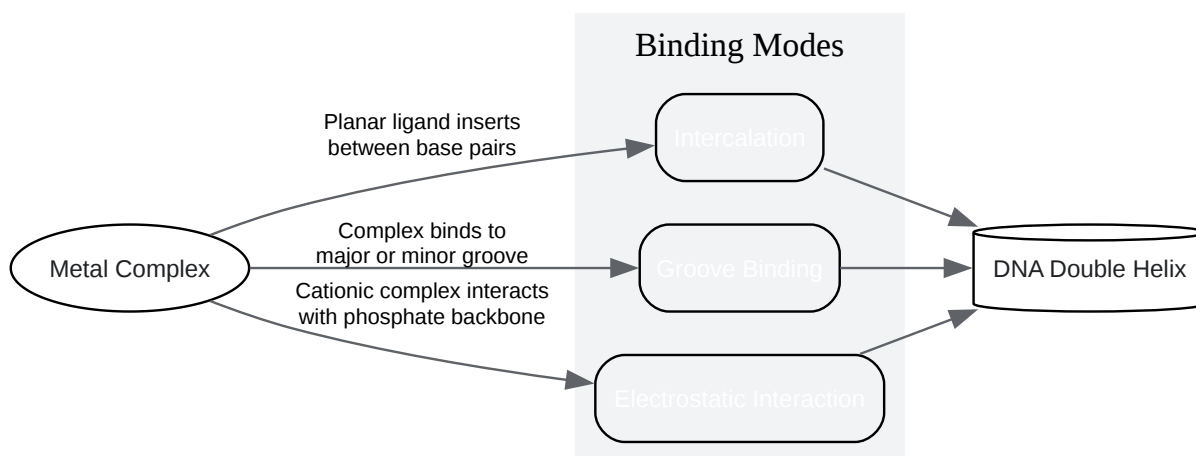 Binding Modes
Planar ligand inserts
between base pairs
Intercalation
Complex binds to
major or minor groove
Metal Complex
Groove Binding
DNA Double Helix
Cationic complex interacts
with phosphate backbone
Electrostatic Interaction